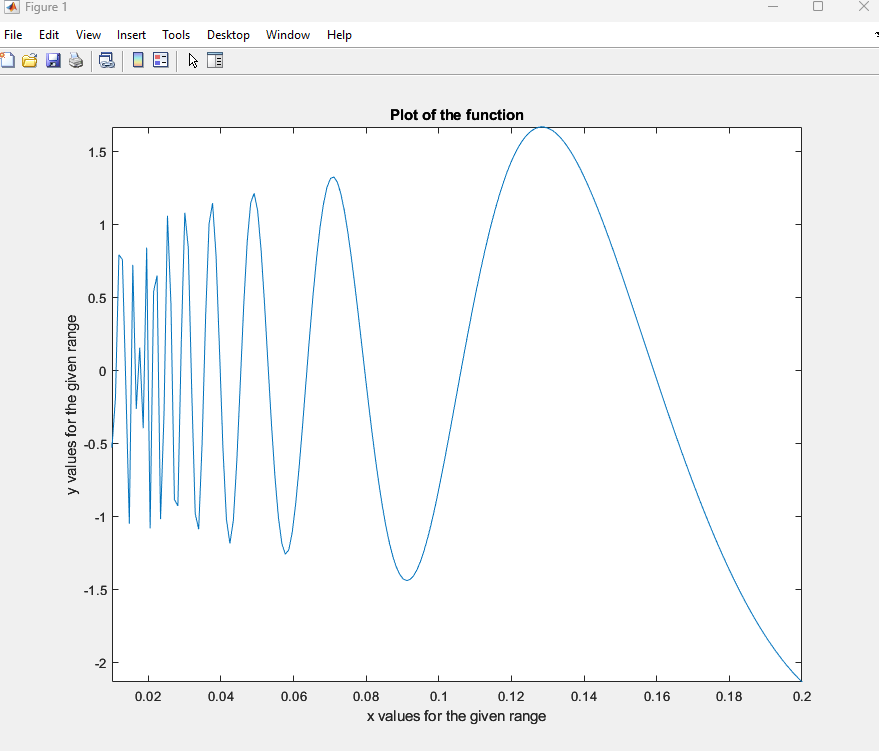 Figure 1
File Edit View Insert Tools Desktop Window Help
Plot of the function
1.5
1
0.5
0
-0.5
-1
-1.5
-2
y values for the given range
0.02 0.04 0.06 0.08 0.1 0.12 0.14 0.16 0.18 0.2
x values for the given range